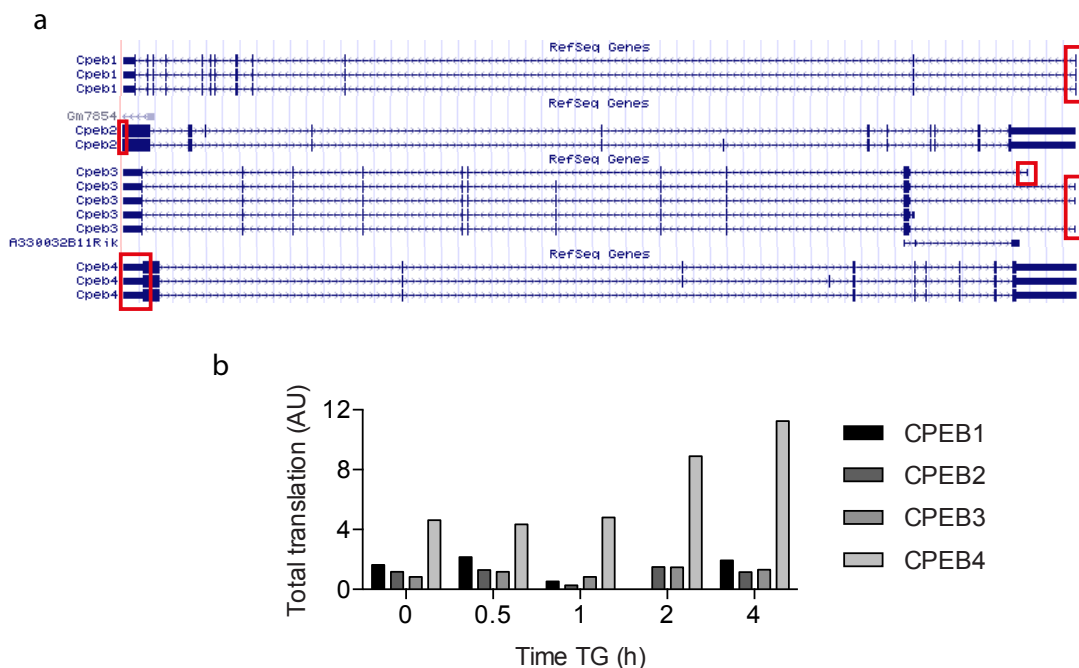 a
RefSeq Genes
Cpeb1
Cpeb1
Cpeb1
RefSeq Genes
Gm7854
Cpeb2
Cpeb2
RefSeq Genes
Cpeb3
Cpeb3
Cpeb3
Cpeb3
Cpeb3
A330032B11Rik
RefSeq Genes
Cpeb4
Cpeb4
Cpeb4
b
Total translation (AU)
12
8
4
0
0 0.5 1 2 4
Time TG (h)
CPEB1
CPEB2
CPEB3
CPEB4